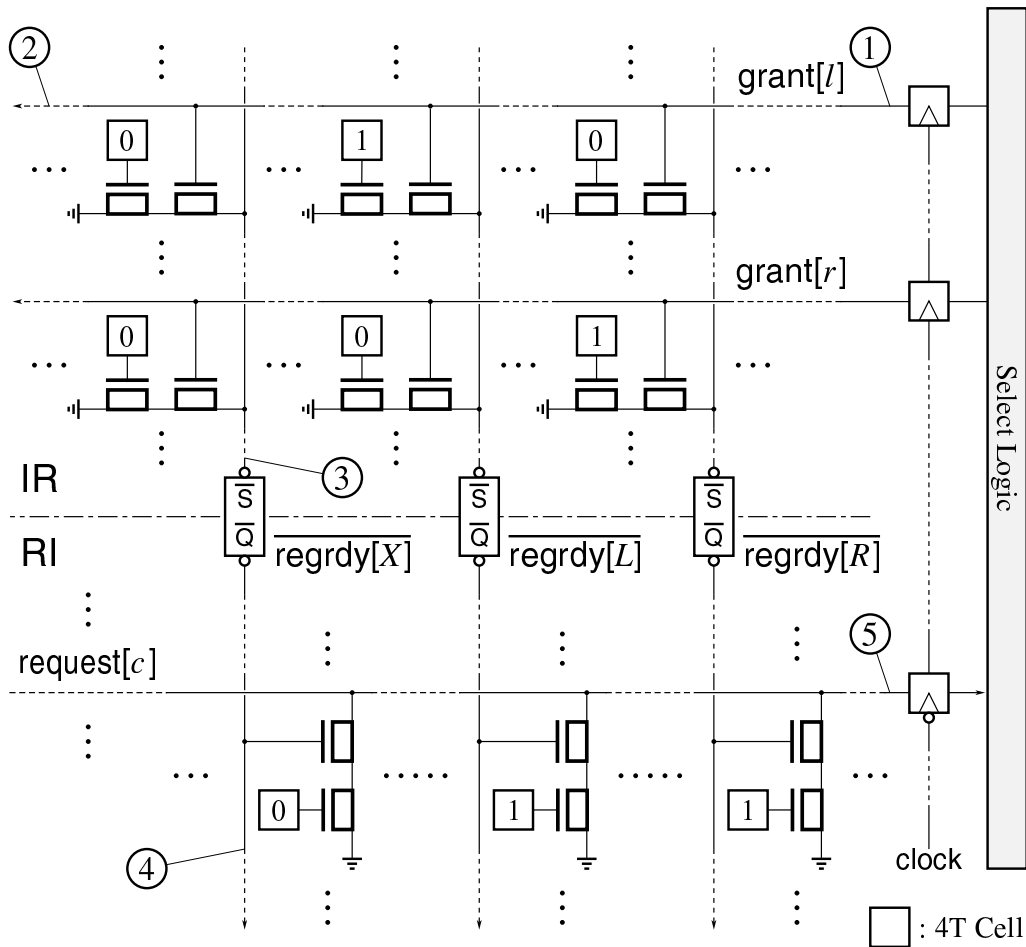 ② ①
grant[l]
0 1 0
grant[r]
0 0 1
Select Logic
IR
③
S S S
Q Q Q
RI
regrdy[X] regrdy[L] regrdy[R]
⑤
request[c]
0 1 1
④
clock
: 4T Cell